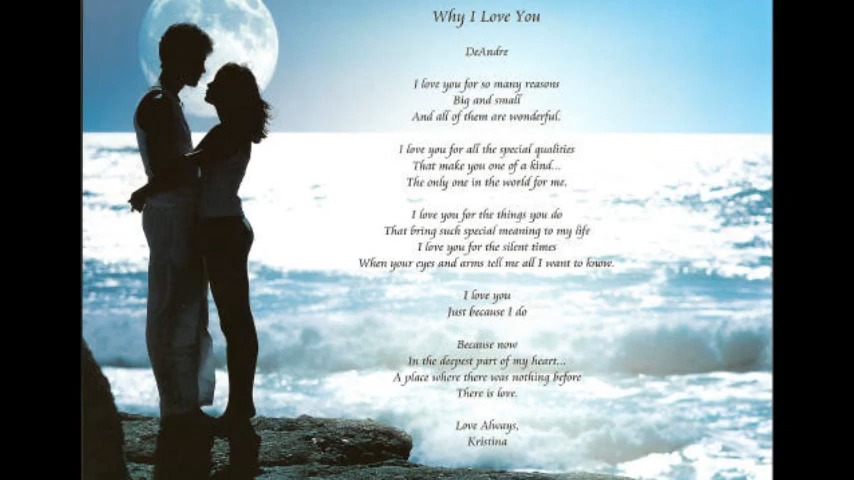 Why I Love You
DeAndre
I love you for so many reasons
Big and small
And all of them are wonderful.
I love you for all the special qualities
That make you one of a kind...
The only one in the world for me.
I love you for the things you do
That bring such special meaning to my life
I love you for the silent times
When your eyes and arms tell me all I want to know.
I love you
Just because I do
Because now
In the deepest part of my heart...
A place where there was nothing before
There is love.
Love Always,
Kristina